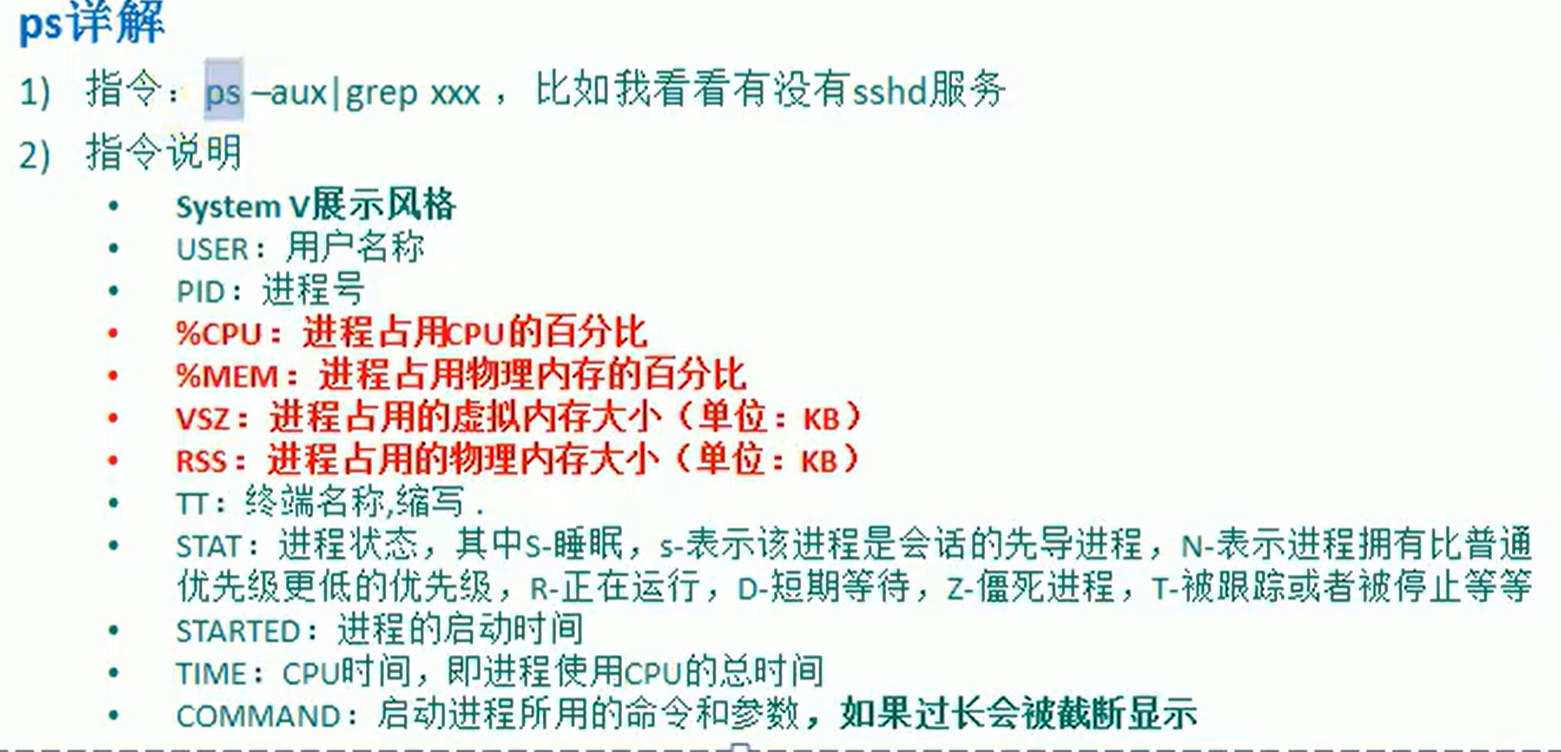 ps详解
1) 指令：ps –aux|grep xxx ，比如我看看有没有sshd服务
2) 指令说明
• System V展示风格
• USER：用户名称
• PID：进程号
• %CPU：进程占用CPU的百分比
• %MEM：进程占用物理内存的百分比
• VSZ：进程占用的虚拟内存大小（单位：KB）
• RSS：进程占用的物理内存大小（单位：KB）
• TT：终端名称,缩写 .
• STAT：进程状态，其中S-睡眠，s-表示该进程是会话的先导进程，N-表示进程拥有比普通
优先级更低的优先级，R-正在运行，D-短期等待，Z-僵死进程，T-被跟踪或者被停止等等
• STARTED：进程的启动时间
• TIME：CPU时间，即进程使用CPU的总时间
• COMMAND：启动进程所用的命令和参数，如果过长会被截断显示